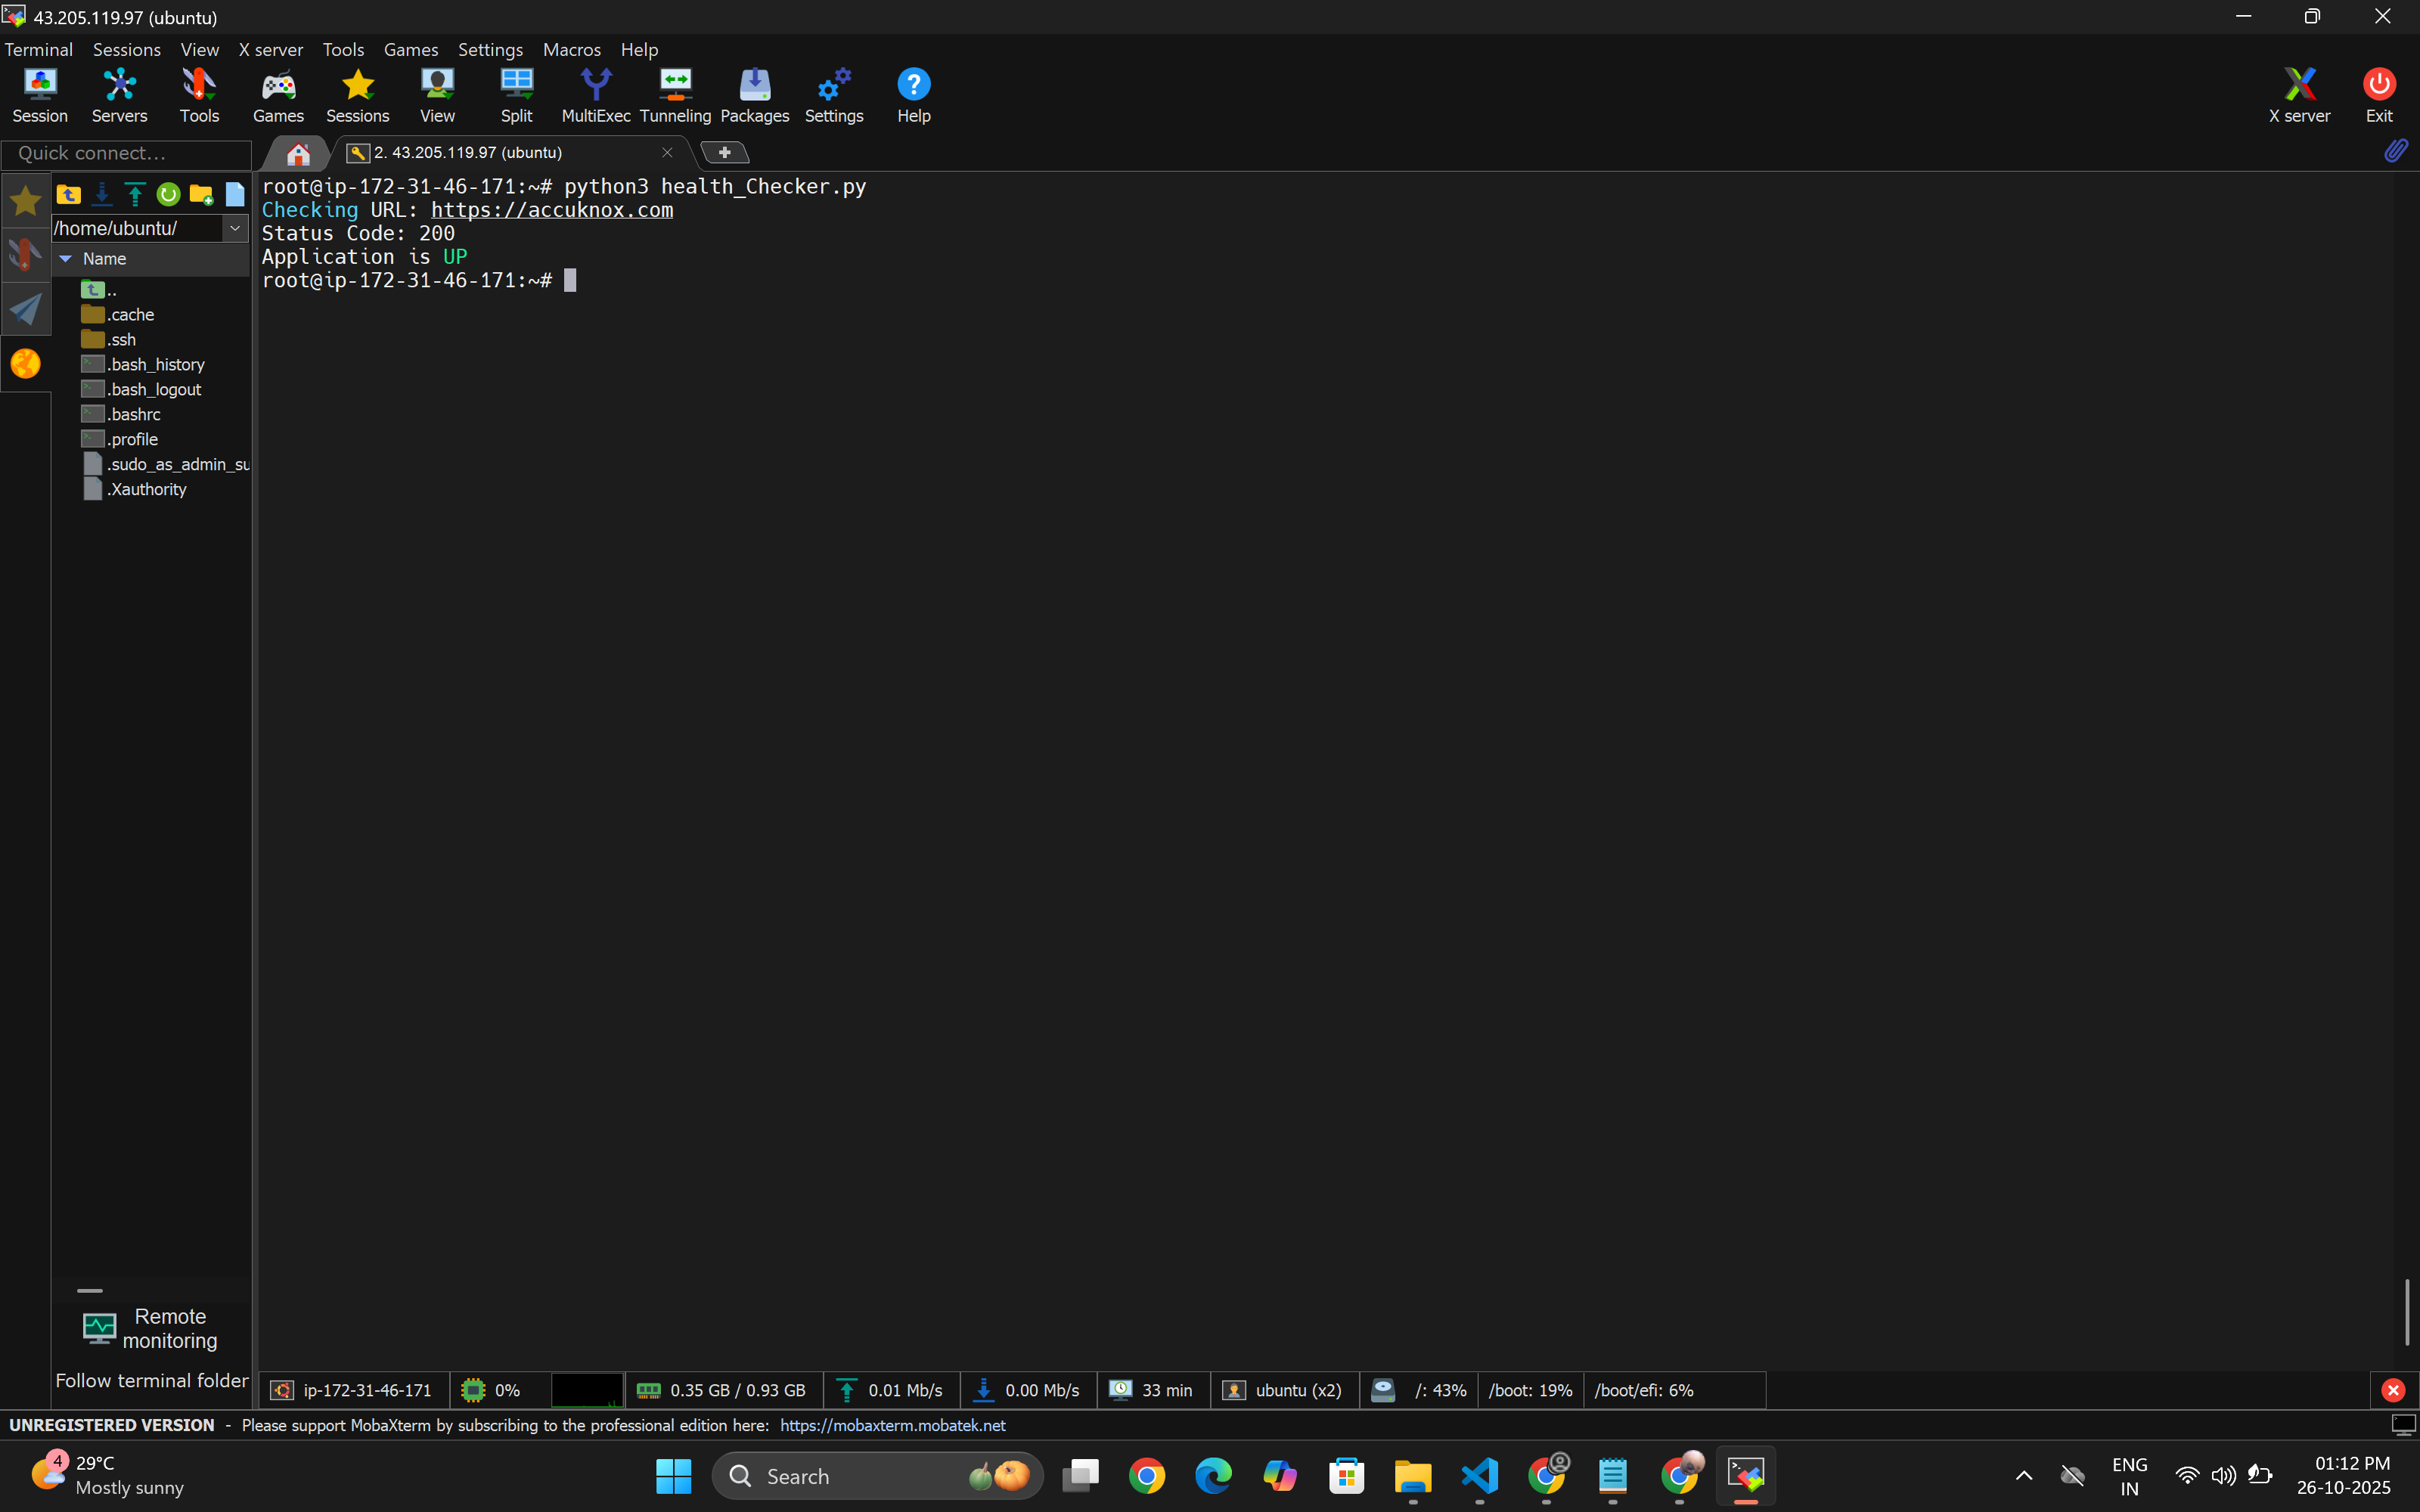 43.205.119.97 (ubuntu)
Terminal Sessions View X server Tools Games Settings Macros Help
Session Servers Tools Games Sessions View Split MultiExec Tunneling Packages Settings Help X server Exit
Quick connect...
2. 43.205.119.97 (ubuntu)
/home/ubuntu/
Name
..
.cache
.ssh
.bash_history
.bash_logout
.bashrc
.profile
.sudo_as_admin_su
.Xauthority
root@ip-172-31-46-171:~# python3 health_Checker.py
Checking URL: https://accuknox.com
Status Code: 200
Application is UP
root@ip-172-31-46-171:~#
Remote
monitoring
Follow terminal folder
ip-172-31-46-171 0% 0.35 GB / 0.93 GB 0.01 Mb/s 0.00 Mb/s 33 min ubuntu (x2) /: 43% /boot: 19% /boot/efi: 6%
UNREGISTERED VERSION - Please support MobaXterm by subscribing to the professional edition here: https://mobaxterm.mobatek.net
4
29°C
Mostly sunny
Search
ENG
IN
01:12 PM
26-10-2025